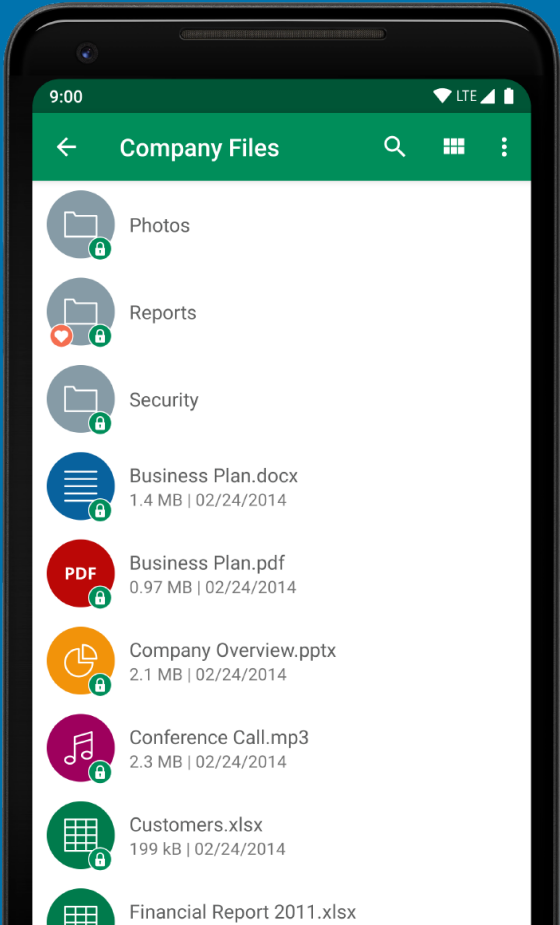 9:00 LTE
Company Files
Photos
Reports
Security
Business Plan.docx
1.4 MB | 02/24/2014
PDF
Business Plan.pdf
0.97 MB | 02/24/2014
Company Overview.pptx
2.1 MB | 02/24/2014
Conference Call.mp3
2.3 MB | 02/24/2014
Customers.xlsx
199 kB | 02/24/2014
Financial Report 2011.xlsx